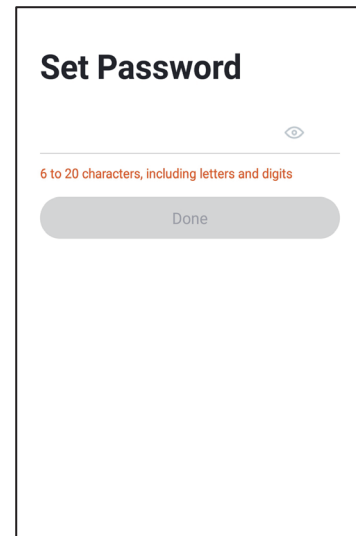 Set Password
6 to 20 characters, including letters and digits
Done